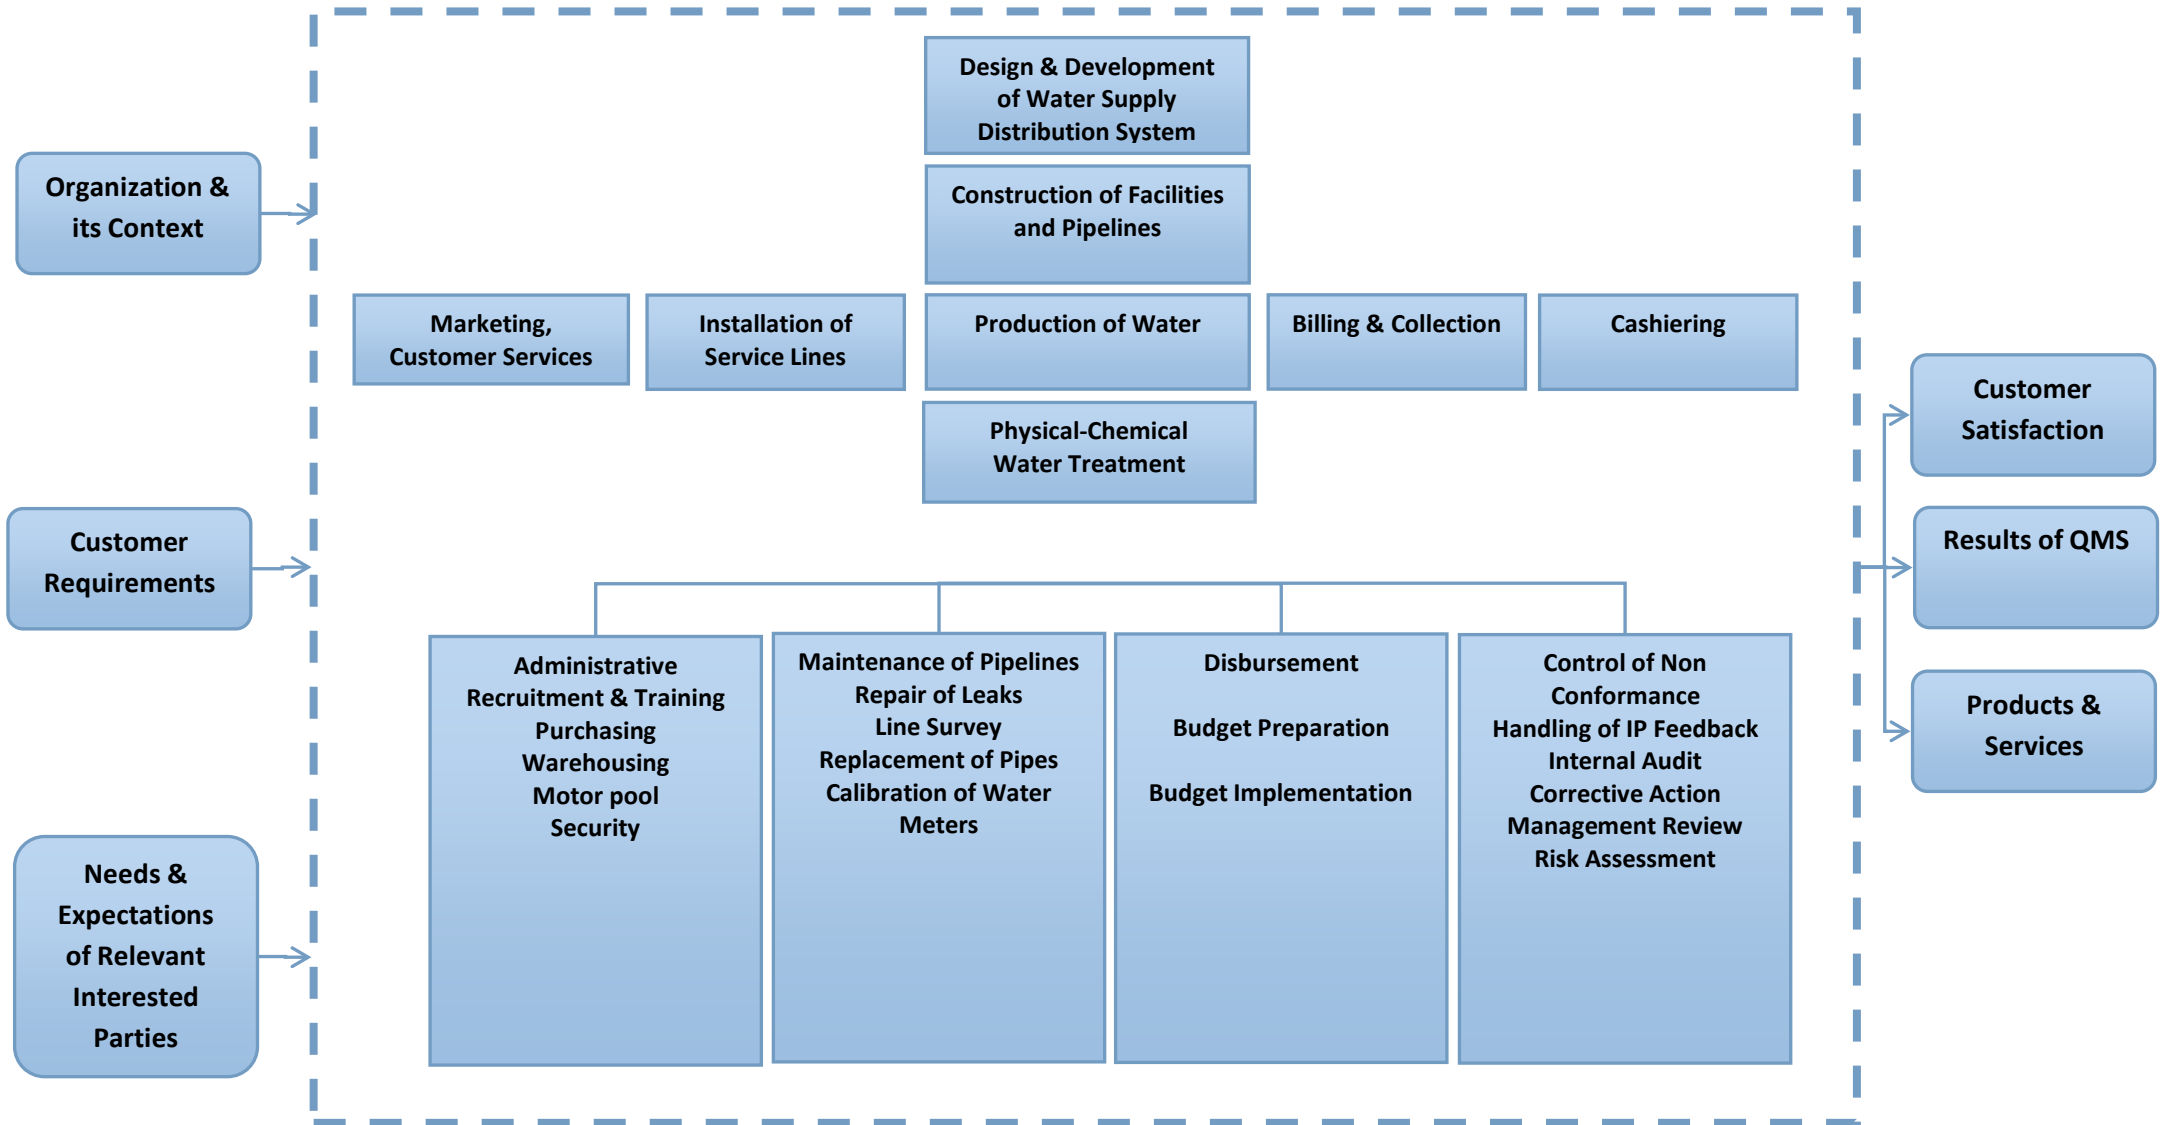 Design & Development
of Water Supply
Distribution System
Organization &
its Context
Construction of Facilities
and Pipelines
Marketing,
Customer Services
Installation of
Service Lines
Production of Water
Billing & Collection
Cashiering
Customer
Satisfaction
Physical-Chemical
Water Treatment
Customer
Requirements
Results of QMS
Administrative
Recruitment & Training
Purchasing
Warehousing
Motor pool
Security
Maintenance of Pipelines
Repair of Leaks
Line Survey
Replacement of Pipes
Calibration of Water
Meters
Disbursement
Budget Preparation
Budget Implementation
Control of Non
Conformance
Handling of IP Feedback
Internal Audit
Corrective Action
Management Review
Risk Assessment
Products &
Services
Needs &
Expectations
of Relevant
Interested
Parties